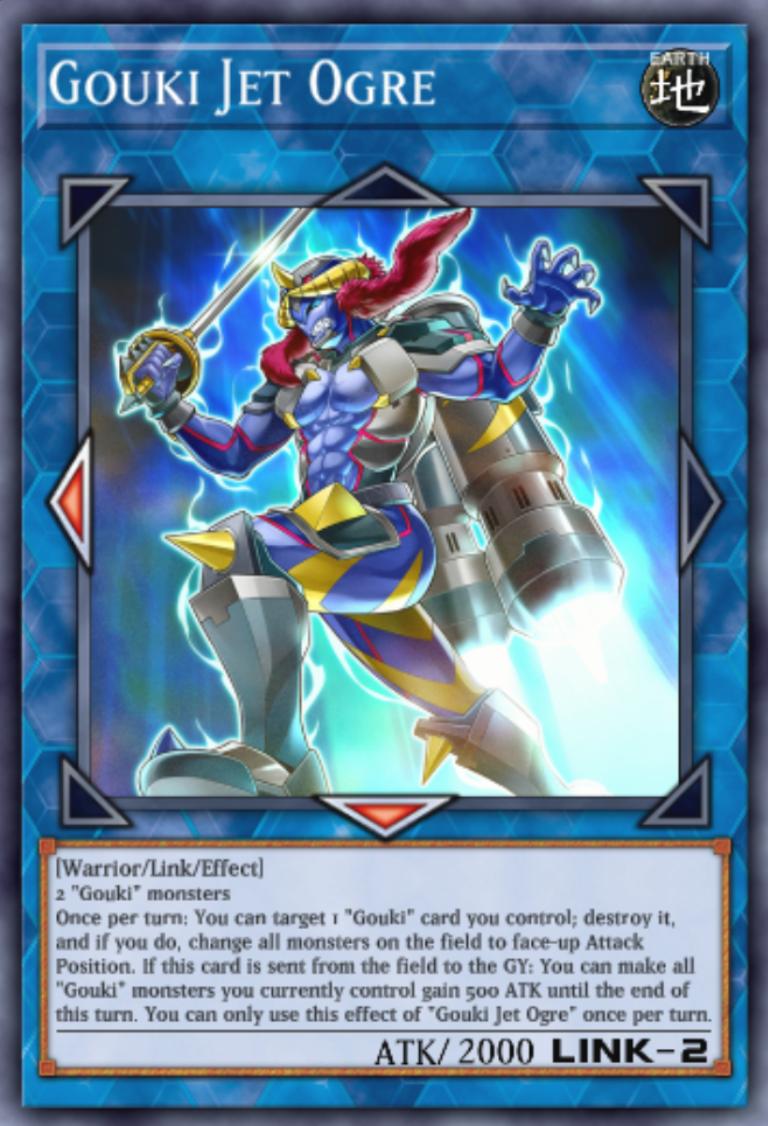 Gouki Jet Ogre
EARTH
地
[Warrior/Link/Effect]
2 "Gouki" monsters
Once per turn: You can target 1 "Gouki" card you control; destroy it,
and if you do, change all monsters on the field to face-up Attack
Position. If this card is sent from the field to the GY: You can make all
"Gouki" monsters you currently control gain 500 ATK until the end of
this turn. You can only use this effect of "Gouki Jet Ogre" once per turn.
ATK/ 2000 LINK-2